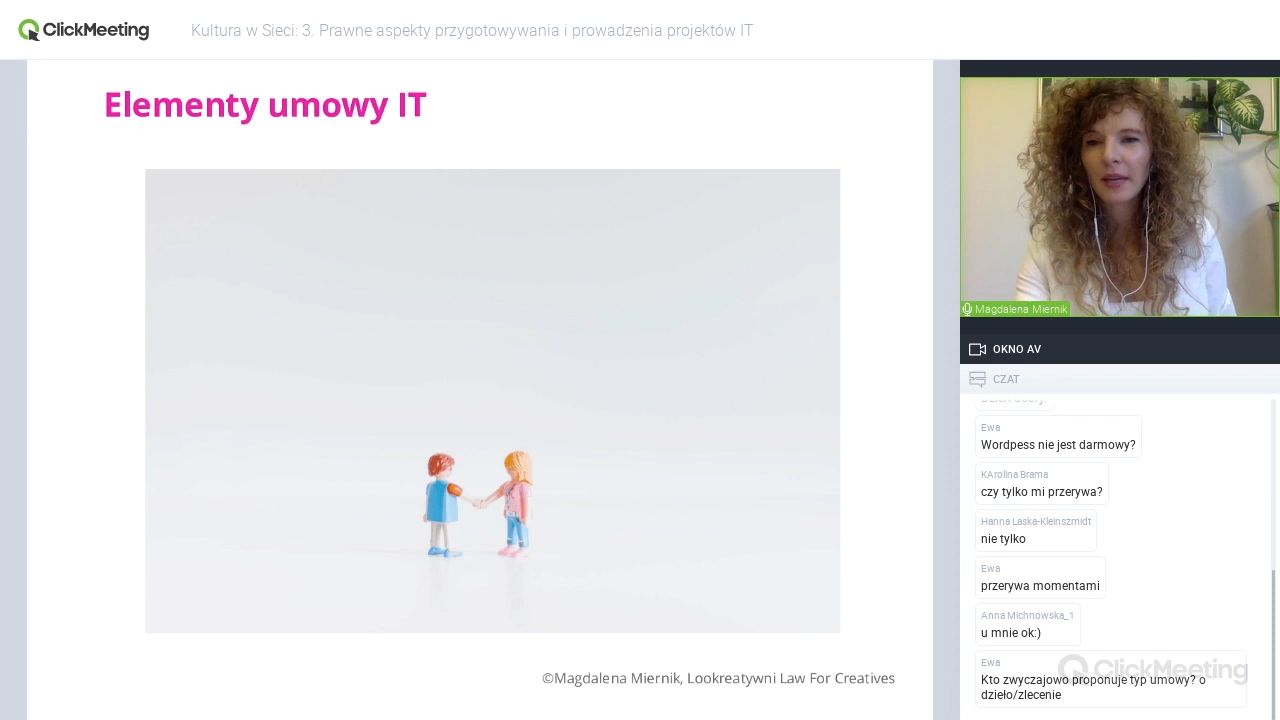 ClickMeeting
Kultura w Sieci: 3. Prawne aspekty przygotowywania i prowadzenia projektów IT
Elementy umowy IT
©Magdalena Miernik, Lookreatywni Law For Creatives
Magdalena Miernik
OKNO AV
CZAT
Ewa
Wordpess nie jest darmowy?
KArolina Brama
czy tylko mi przerywa?
Hanna Laska-Kleinszmidt
nie tylko
Ewa
przerywa momentami
Anna Michnowska_1
u mnie ok:)
Ewa
Kto zwyczajowo proponuje typ umowy? o
dzieło/zlecenie
ClickMeeting